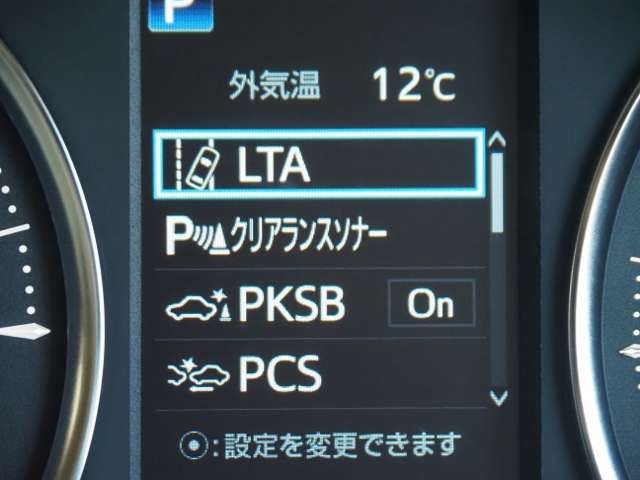 P
外気温 12℃
LTA
P クリアランスソナー
PKSB On
PCS
:設定を変更できます